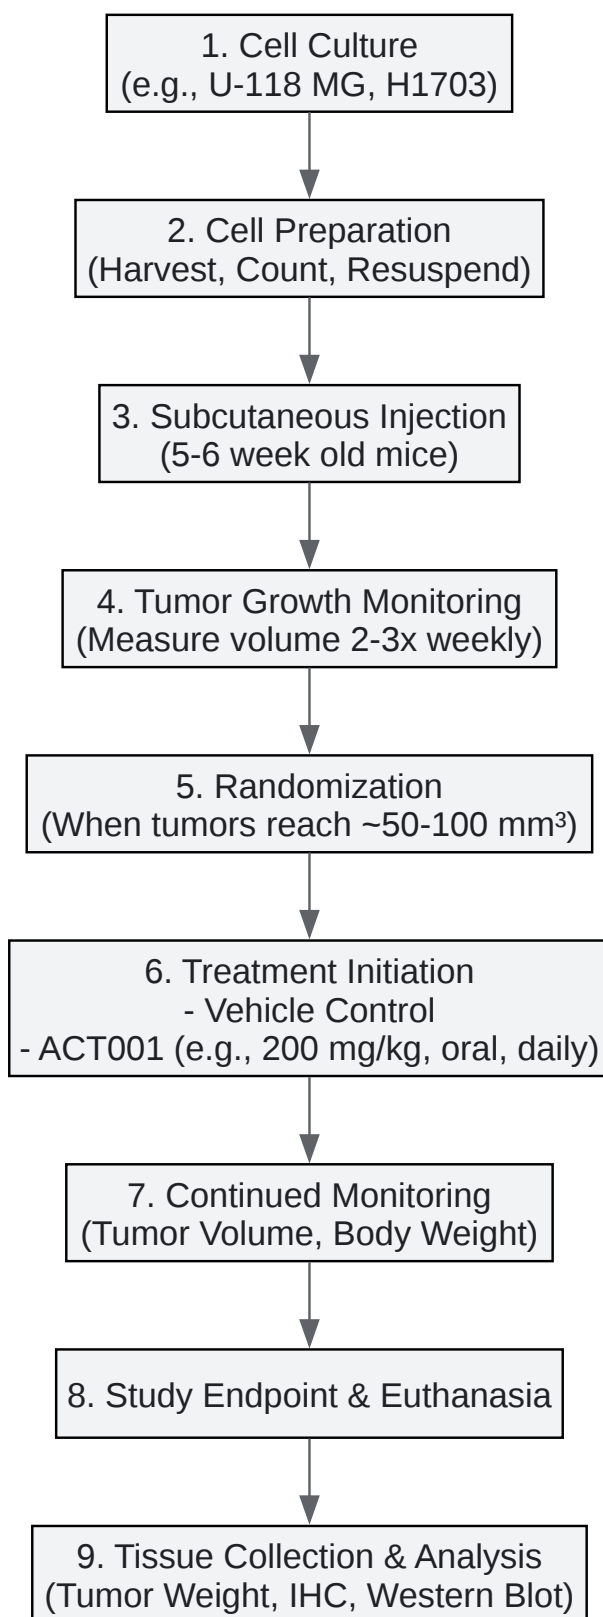 1. Cell Culture
(e.g., U-118 MG, H1703)
2. Cell Preparation
(Harvest, Count, Resuspend)
3. Subcutaneous Injection
(5-6 week old mice)
4. Tumor Growth Monitoring
(Measure volume 2-3x weekly)
5. Randomization
(When tumors reach ~50-100 mm³)
6. Treatment Initiation
- Vehicle Control
- ACT001 (e.g., 200 mg/kg, oral, daily)
7. Continued Monitoring
(Tumor Volume, Body Weight)
8. Study Endpoint & Euthanasia
9. Tissue Collection & Analysis
(Tumor Weight, IHC, Western Blot)